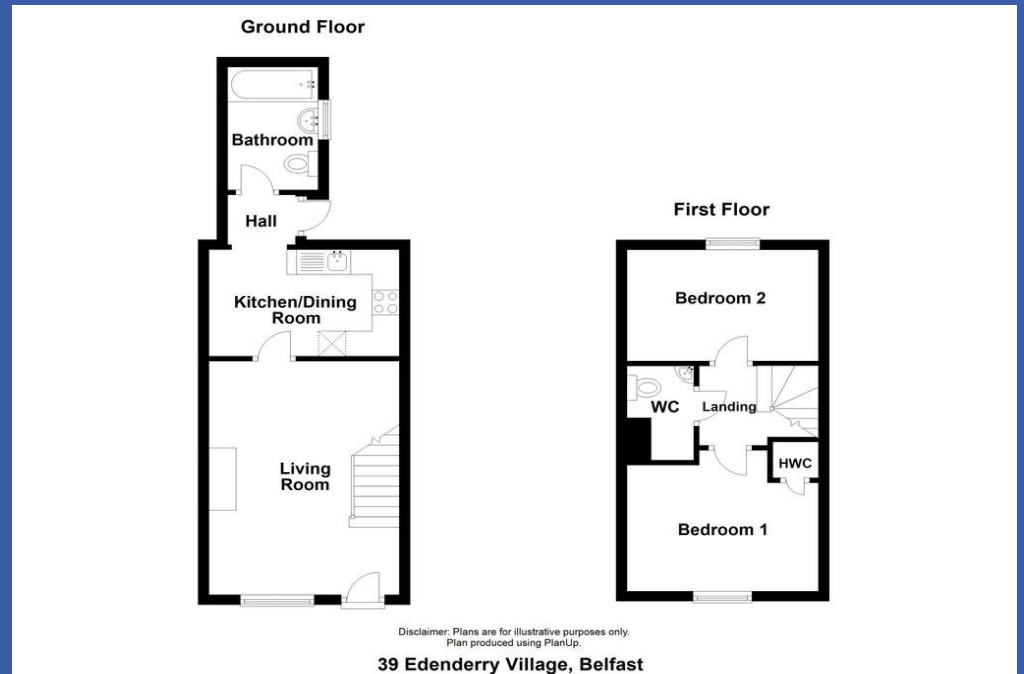 Ground Floor
Bathroom
Hall
Kitchen/Dining
Room
Living
Room
First Floor
Bedroom 2
WC
Landing
HWC
Bedroom 1
Disclaimer: Plans are for illustrative purposes only.
Plan produced using PlanUp.
39 Edenderry Village, Belfast